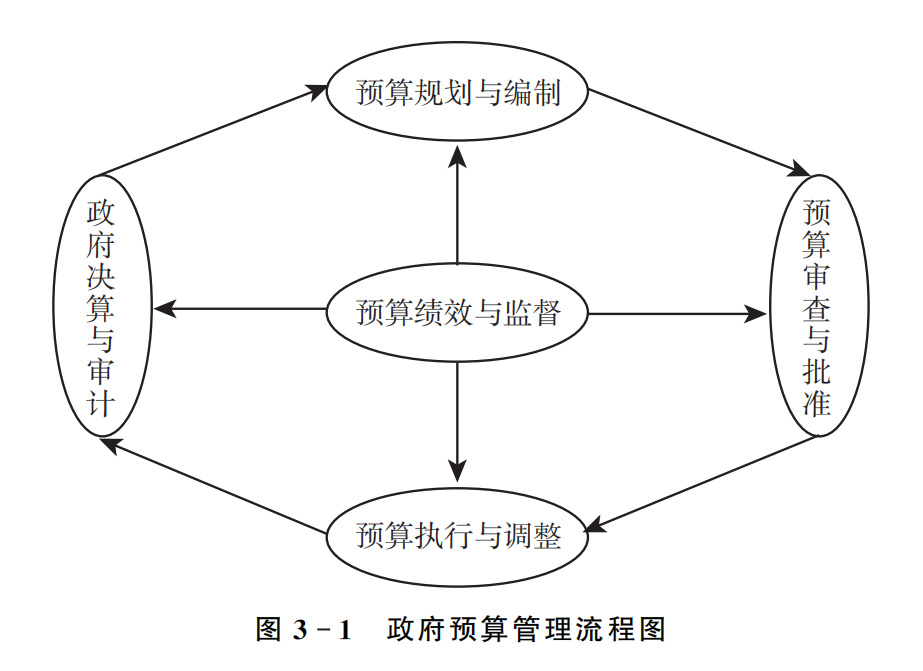 预算规划与编制
政府决算与审计
预算绩效与监督
预算审查与批准
预算执行与调整
图 3-1 政府预算管理流程图